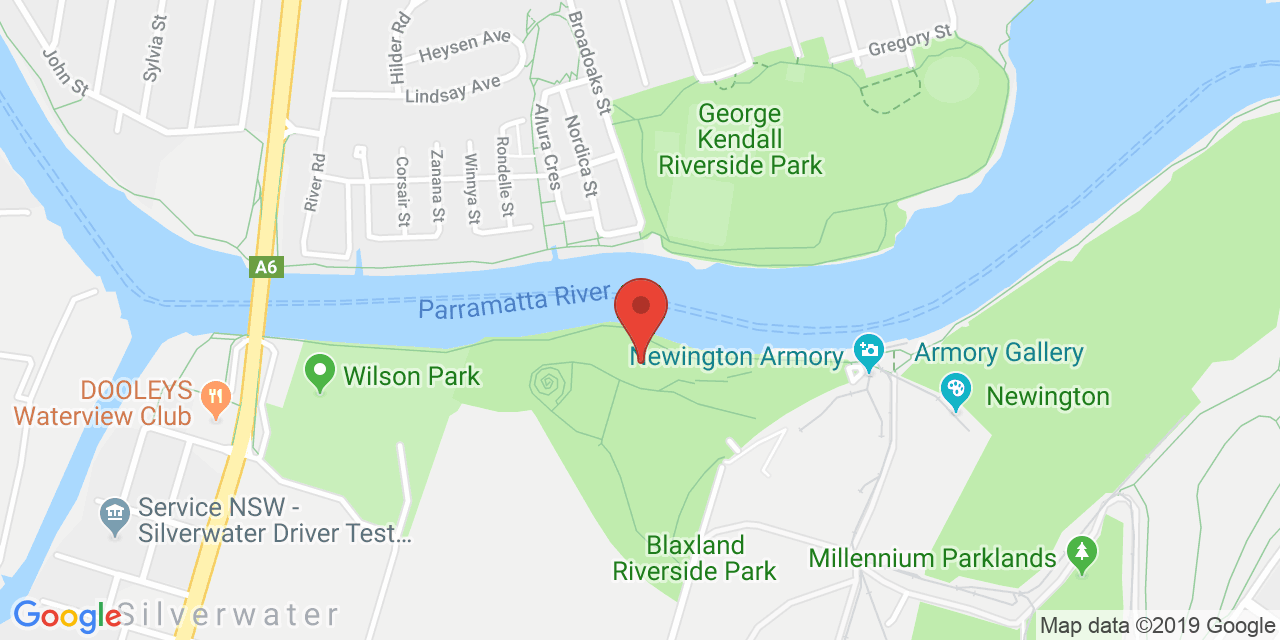 John St
Sylvia St
Hilder Rd
Heysen Ave
Lindsay Ave
Broadoaks St
Gregory St
George
Kendall
Riverside Park
Allura Cres
Nordica St
Rondelle St
Winnya St
Zanana St
Corsair St
River Rd
A6
Parramatta River
Newington Armory
Armory Gallery
Newington
Wilson Park
DOOLEYS
Waterview Club
Service NSW -
Silverwater Driver Test...
Blaxland
Riverside Park
Millennium Parklands
Silverwater
Google
Map data ©2019 Google